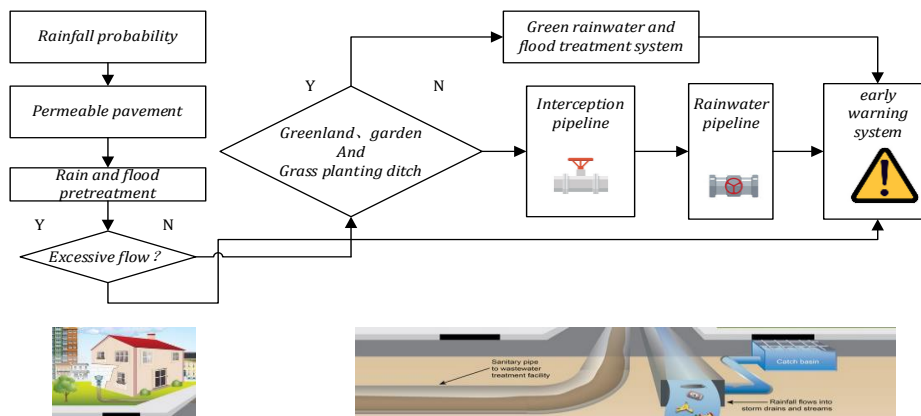 Rainfall probability
Permeable pavement
Rain and flood
pretreatment
Y
N
Excessive flow ?
Y
N
Greenland、garden
And
Grass planting ditch
Green rainwater and
flood treatment system
Interception
pipeline
Rainwater
pipeline
early
warning
system
Sanitary pipe
to wastewater
treatment facility
Catch basin
Rainfall flows into
storm drains and streams